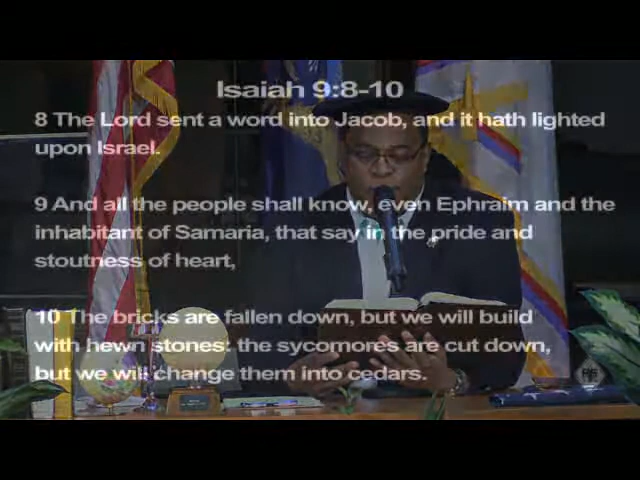 Isaiah 9:8-10
8 The Lord sent a word into Jacob, and it hath lighted
upon Israel.
9 And all the people shall know, even Ephraim and the
inhabitant of Samaria, that say in the pride and
stoutness of heart,
10 The bricks are fallen down, but we will build
with hewn stones: the sycomores are cut down,
but we will change them into cedars.